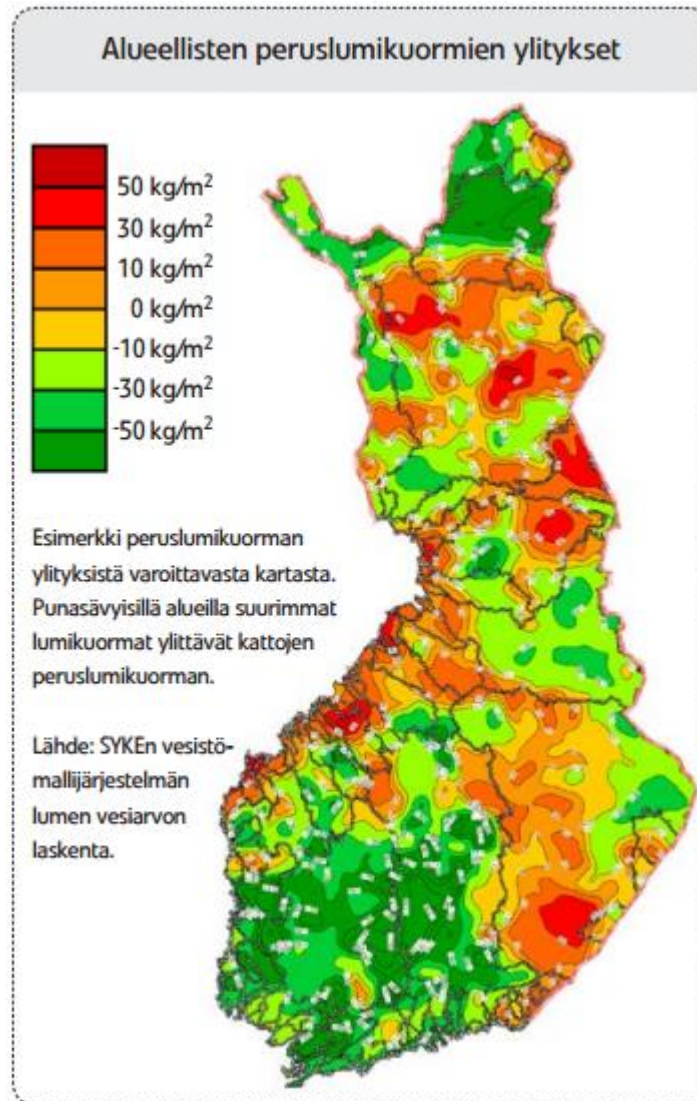 Alueellisten peruslumikuormien ylitykset
50 kg/m²
30 kg/m²
10 kg/m²
0 kg/m²
-10 kg/m²
-30 kg/m²
-50 kg/m²
Esimerkki peruslumikuorman
ylityksistä varoittavasta kartasta.
Punasävyisillä alueilla suurimmat
lumikuormat ylittävät kattojen
peruslumikuorman.
Lähde: SYKEn vesistö-
mallijärjestelmän
lumen vesiarvon
laskenta.